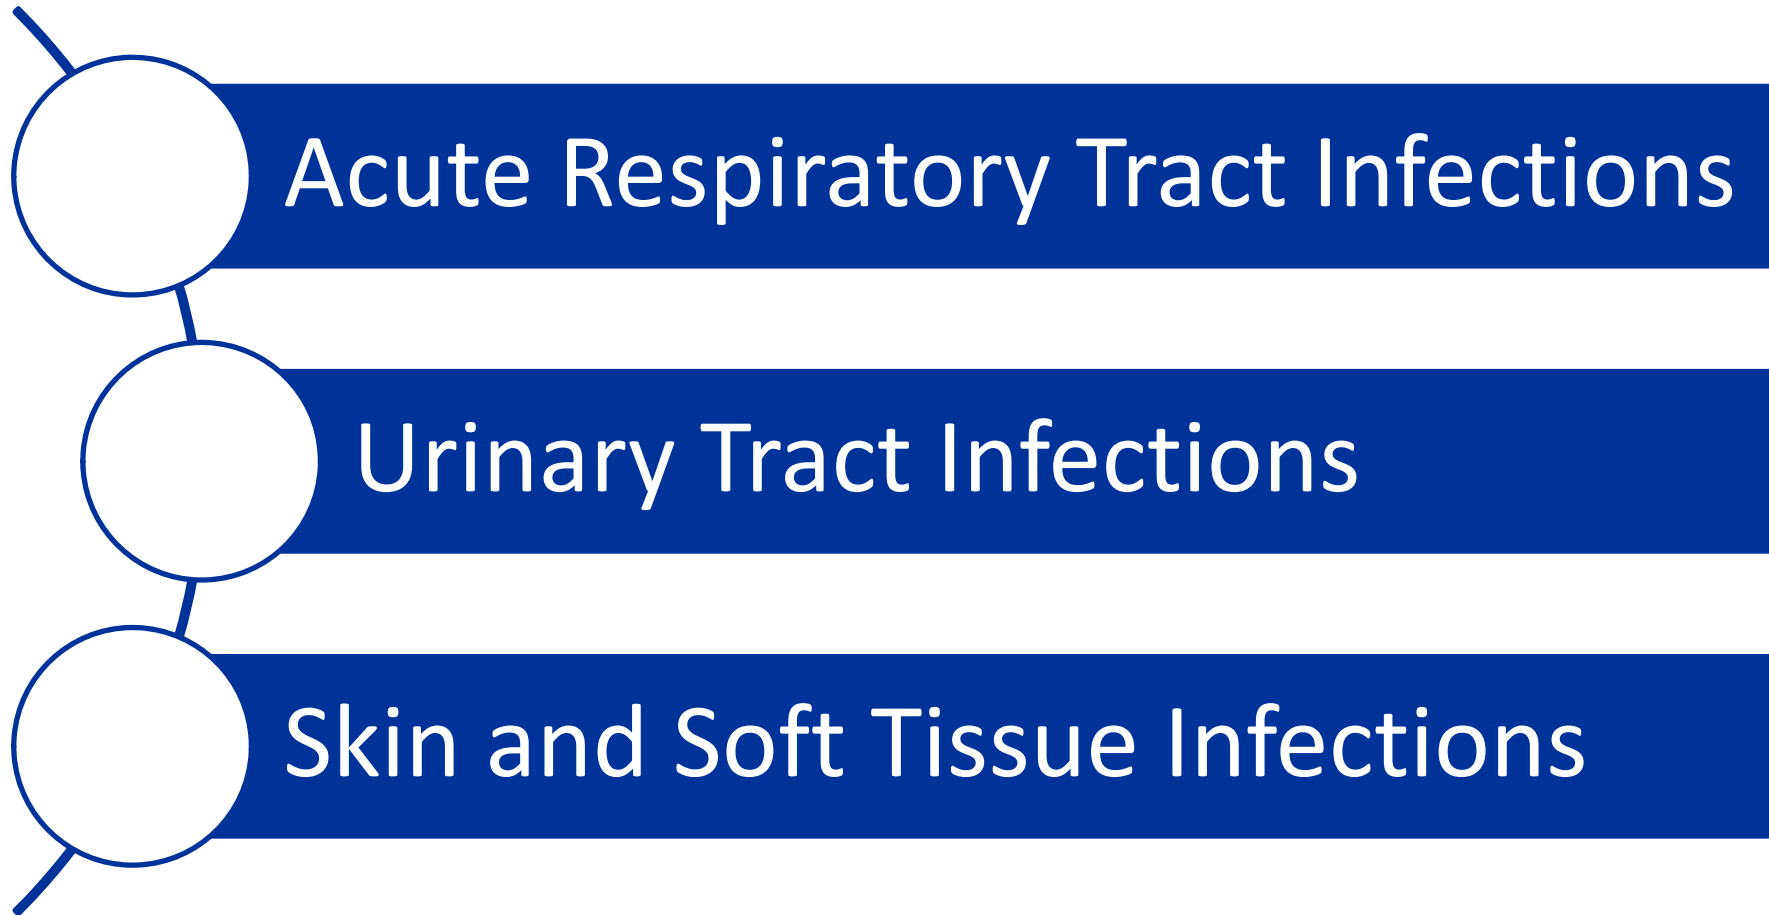 Acute Respiratory Tract Infections
Urinary Tract Infections
Skin and Soft Tissue Infections